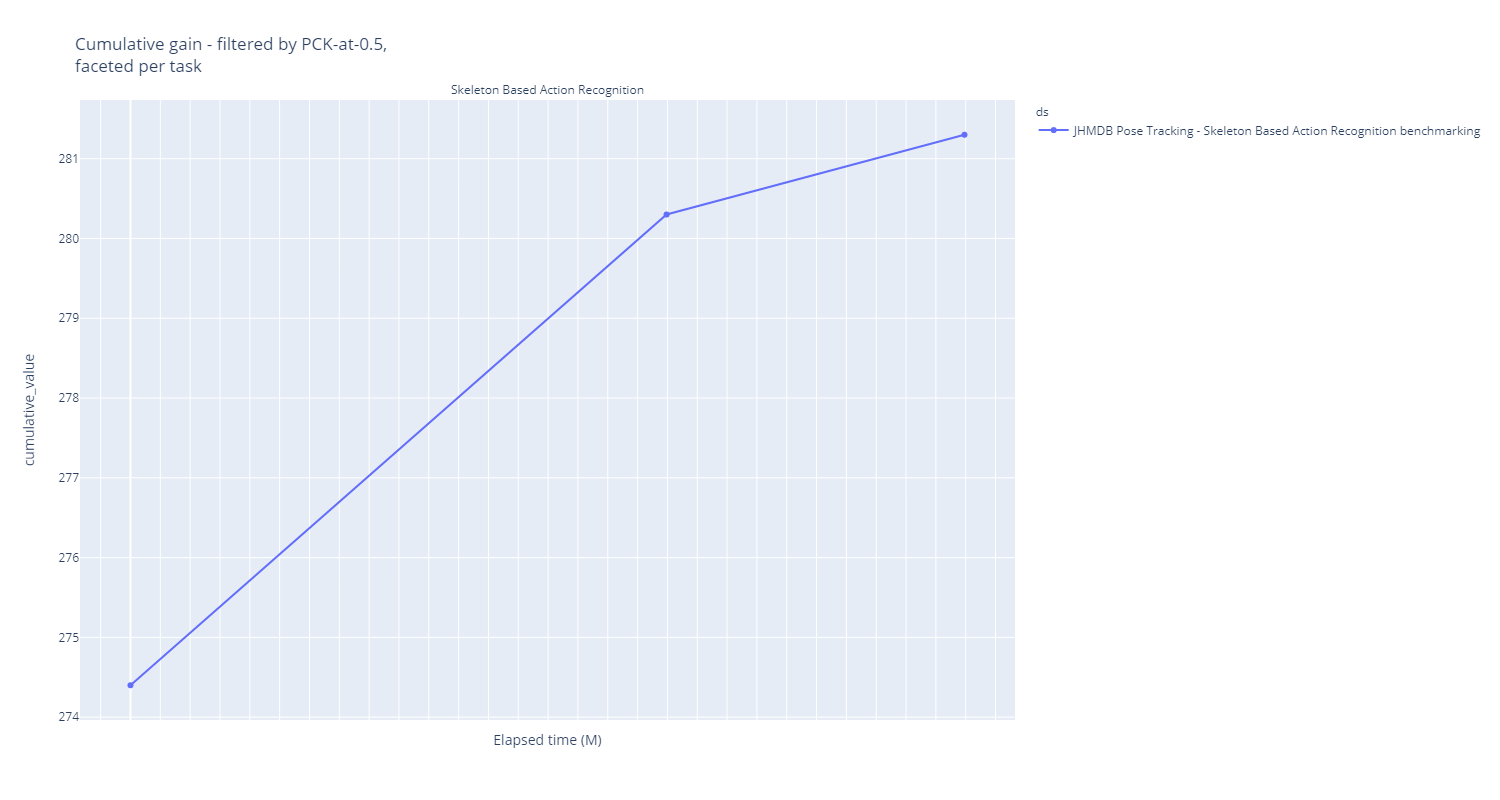 Cumulative gain - filtered by PCK-at-0.5,
faceted per task
Skeleton Based Action Recognition
ds
JHMDB Pose Tracking - Skeleton Based Action Recognition benchmarking
281
280
279
278
277
276
275
274
cumulative_value
Elapsed time (M)